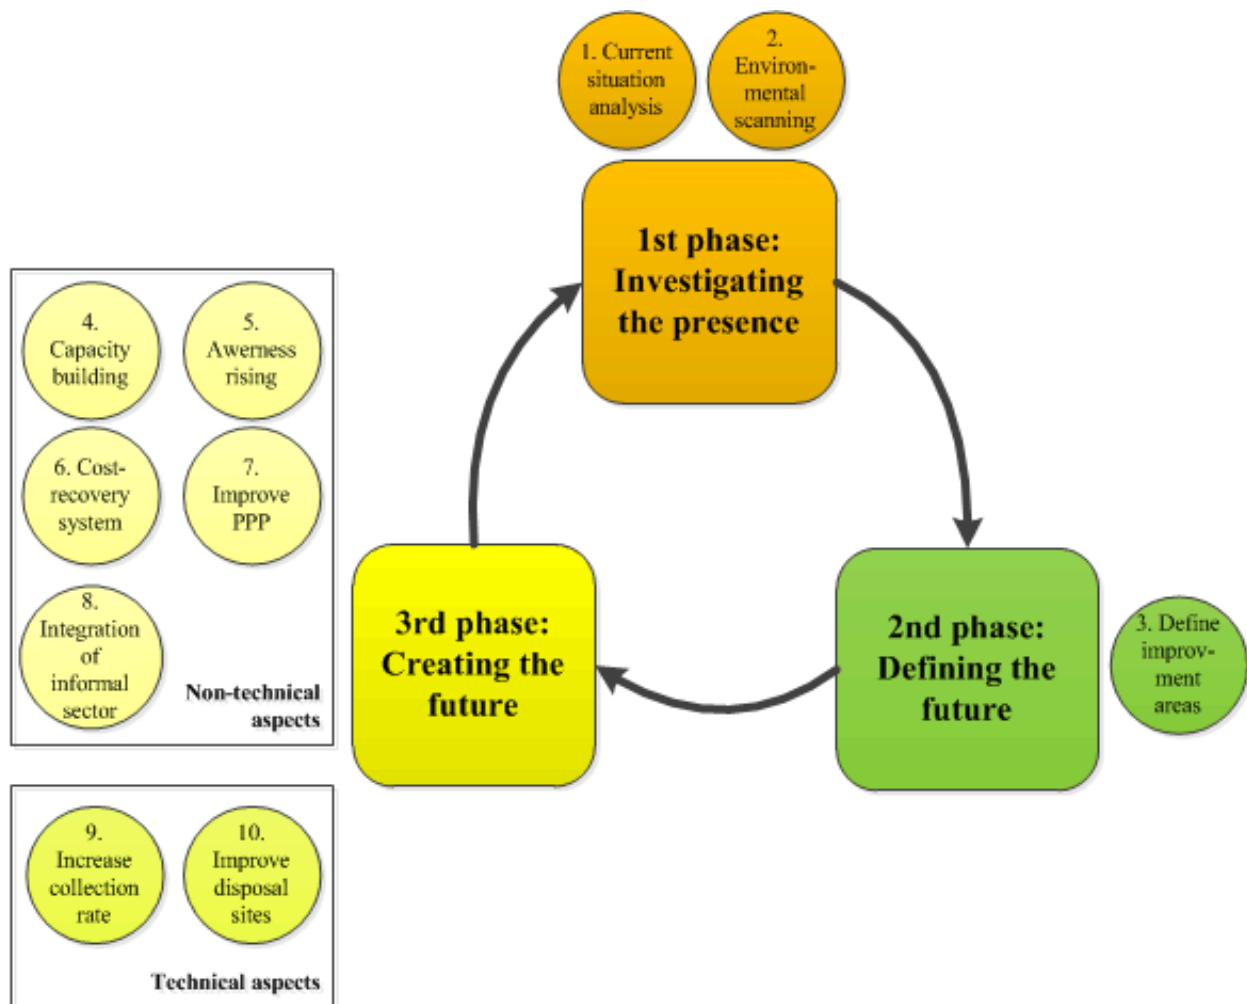 1. Current
situation
analysis
2.
Environ-
mental
scanning
1st phase:
Investigating
the presence
4.
Capacity
building
5.
Awerness
rising
6. Cost-
recovery
system
7.
Improve
PPP
8.
Integration
of
informal
sector
Non-technical
aspects
3rd phase:
Creating the
future
2nd phase:
Defining the
future
3. Define
improv-
ment
areas
9.
Increase
collection
rate
10.
Improve
disposal
sites
Technical aspects